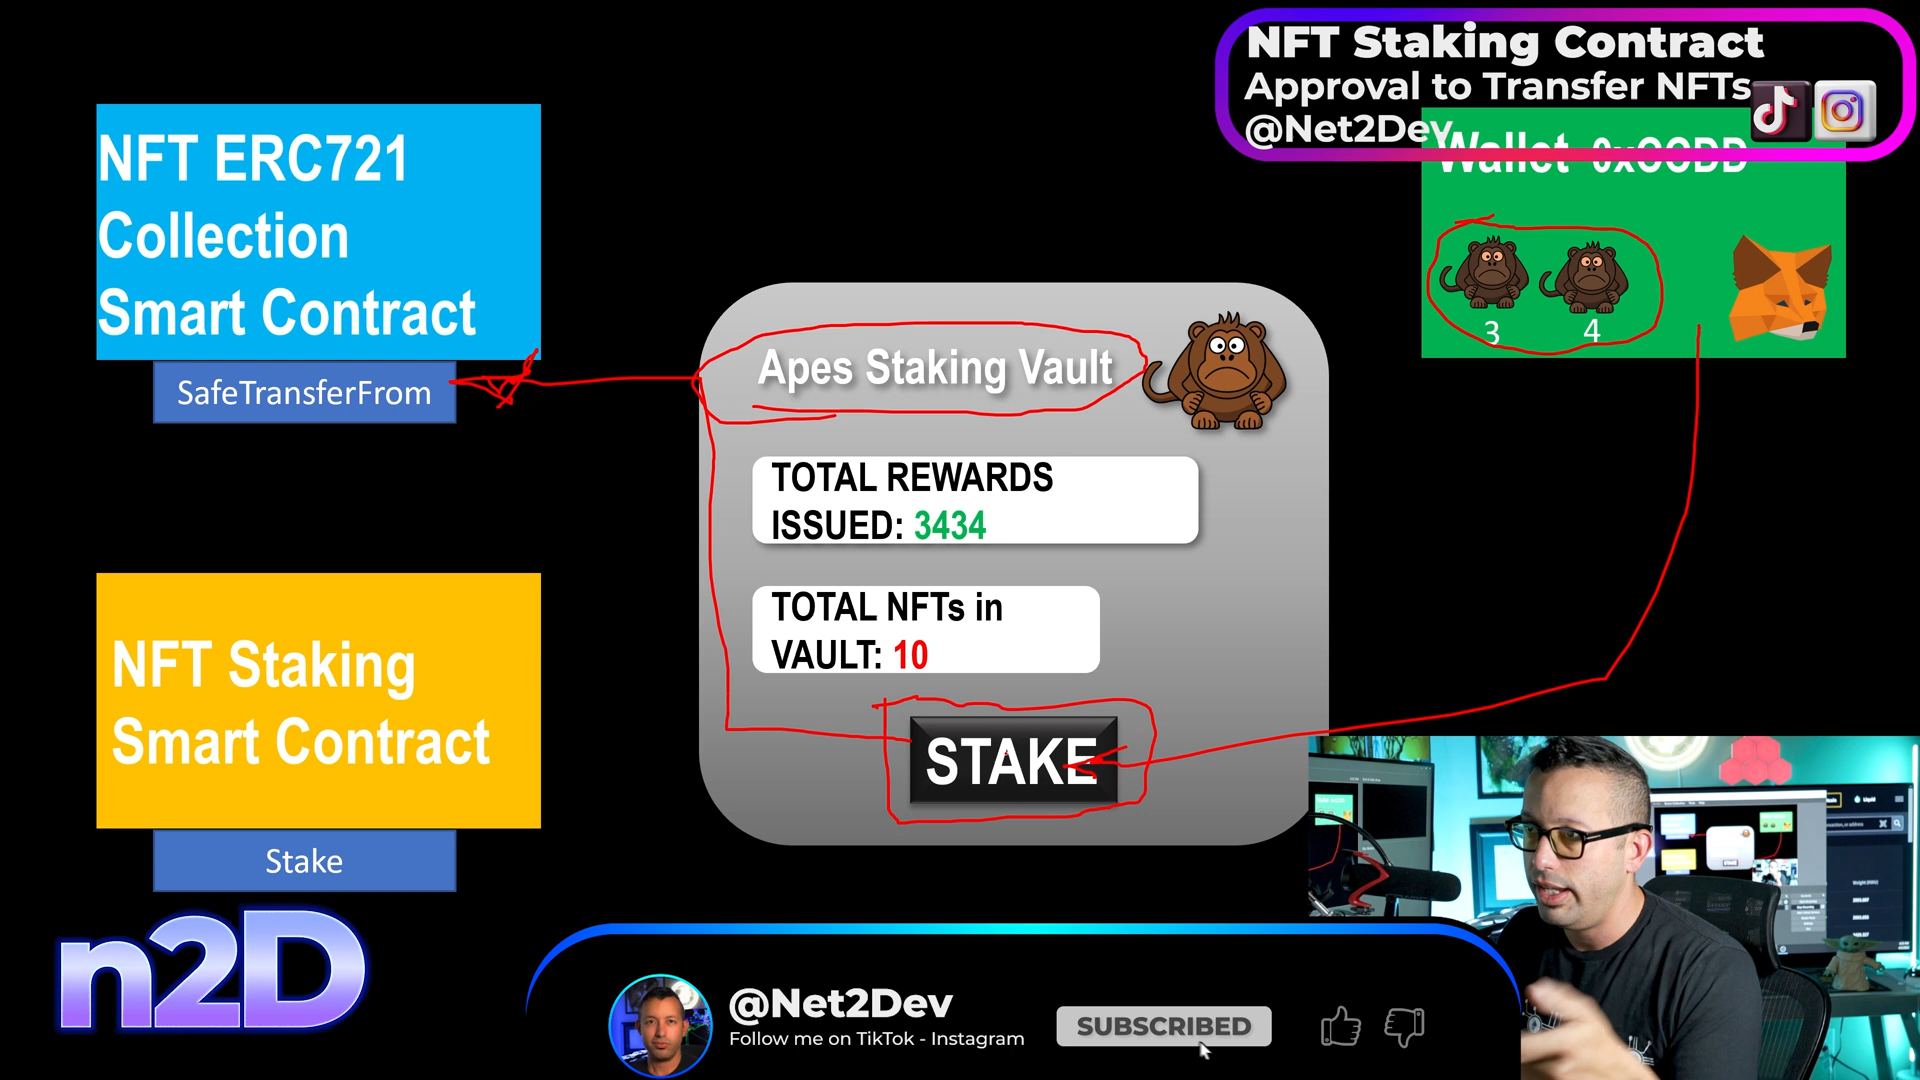 NFT Staking Contract
Approval to Transfer NFTs
@Net2Dev
NFT ERC721
Collection
Smart Contract
SafeTransferFrom
Wallet 0xCCDD
3
4
Apes Staking Vault
TOTAL REWARDS
ISSUED: 3434
TOTAL NFTs in
VAULT: 10
STAKE
NFT Staking
Smart Contract
Stake
n2D
@Net2Dev
Follow me on TikTok - Instagram
SUBSCRIBED